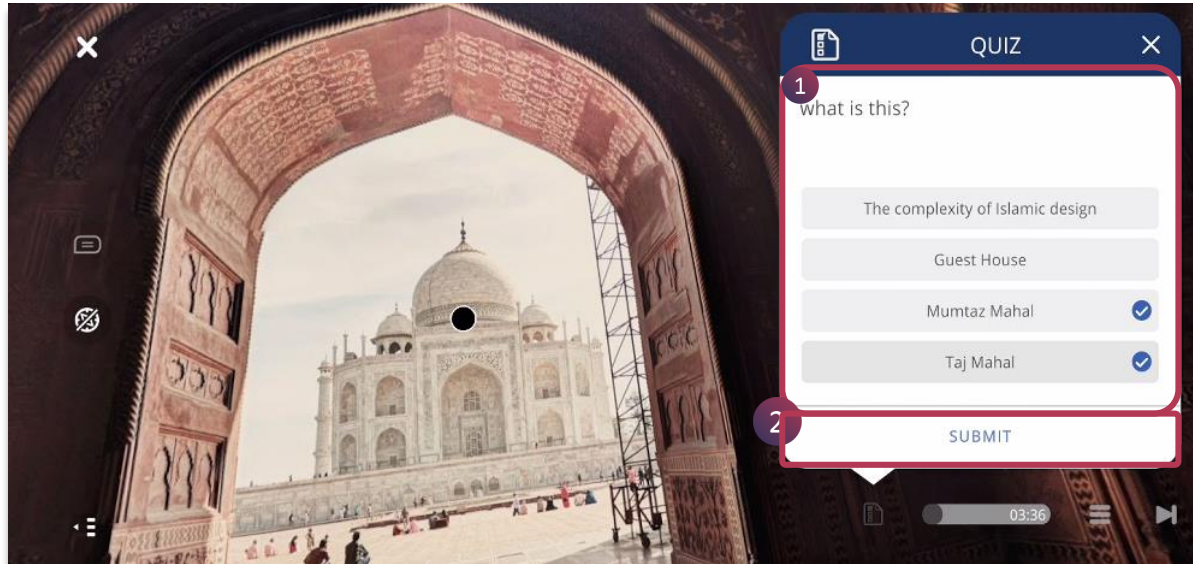 QUIZ
1
what is this?
The complexity of Islamic design
Guest House
Mumtaz Mahal
Taj Mahal
2
SUBMIT
03:36